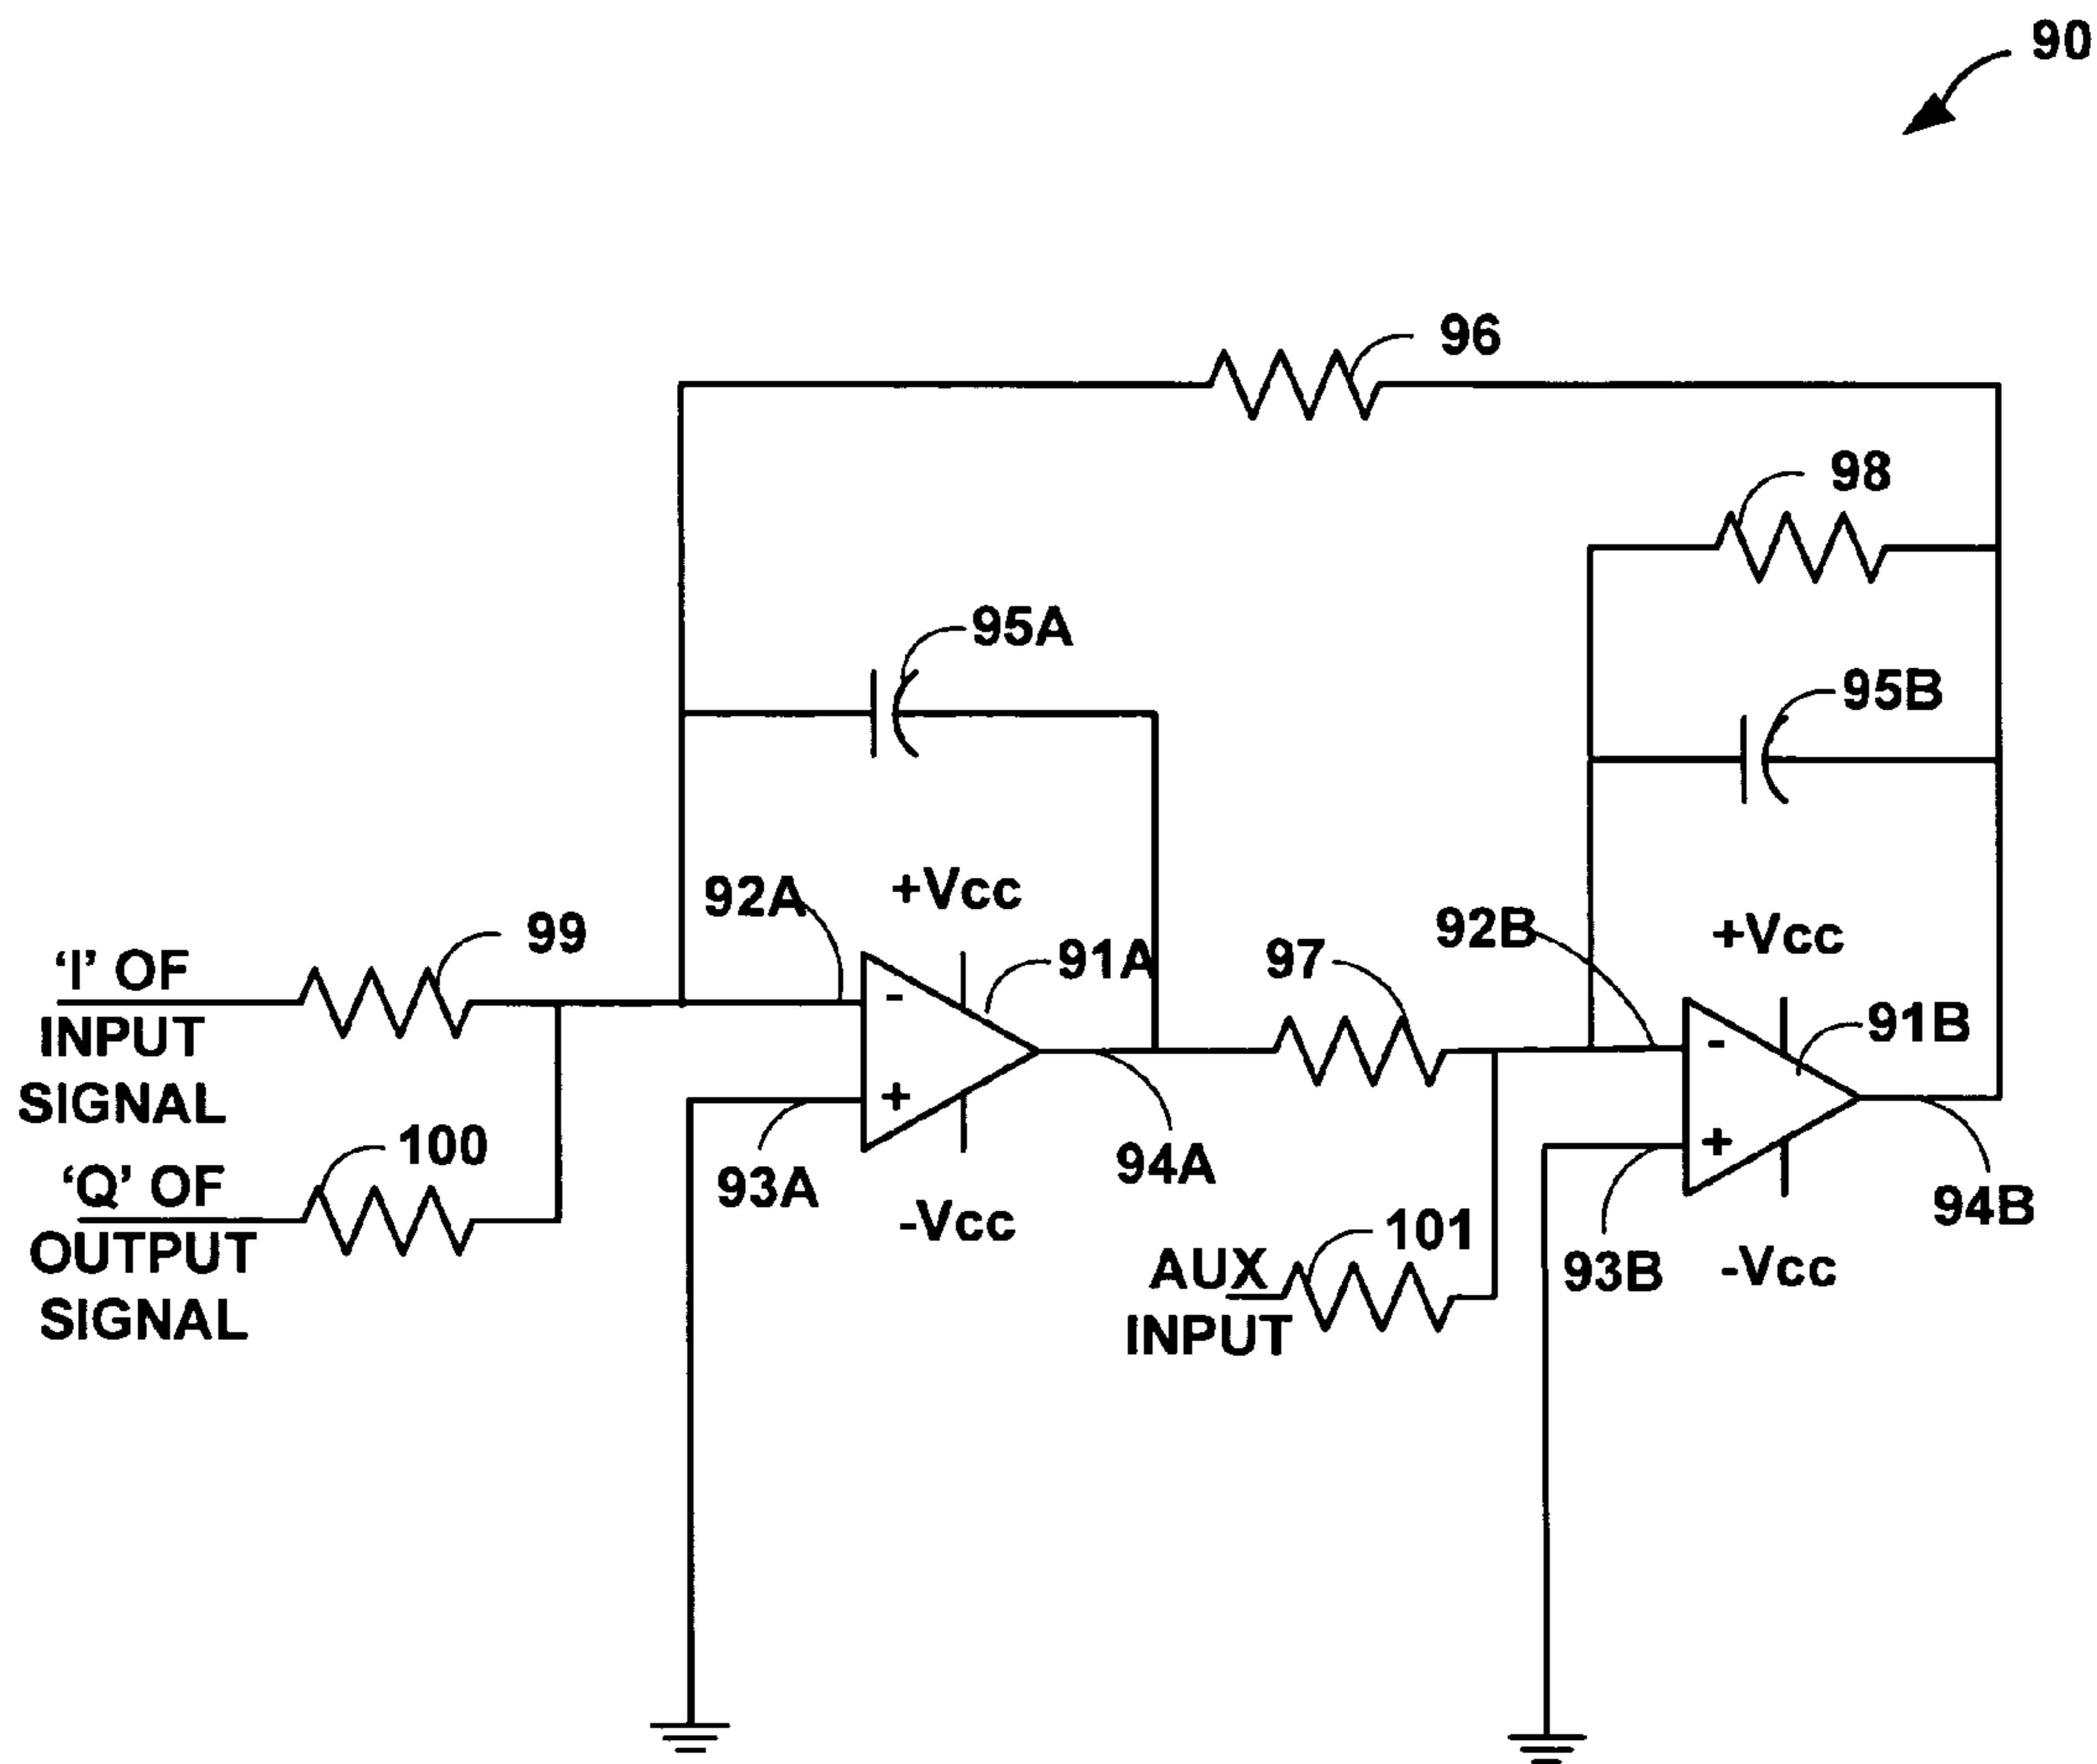 90
96
98
95A
95B
92A
+Vcc
99
91A
97
92B
+Vcc
'I' OF
INPUT
SIGNAL
-
+
91B
-
+
100
'Q' OF
OUTPUT
SIGNAL
93A
94A
-Vcc
101
AUX
INPUT
93B
-Vcc
94B